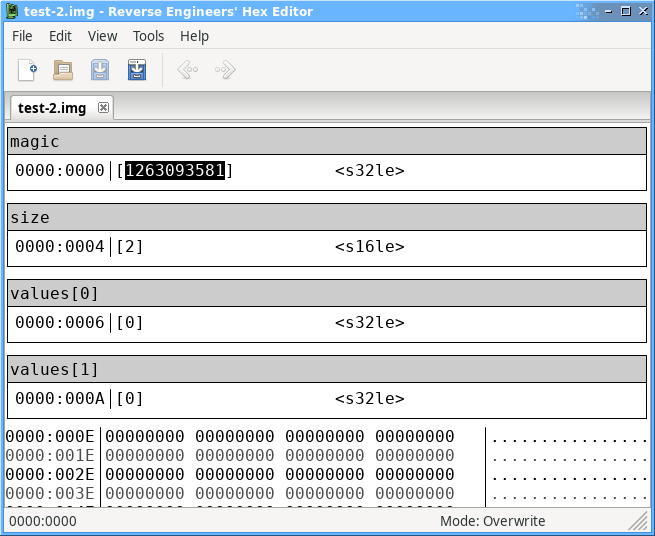 test-2.img - Reverse Engineers' Hex Editor
File Edit View Tools Help
test-2.img
magic
0000:0000 [1263093581] <s32le>
size
0000:0004 [2] <s16le>
values[0]
0000:0006 [0] <s32le>
values[1]
0000:000A [0] <s32le>
0000:000E 00000000 00000000 00000000 00000000 ................
0000:001E 00000000 00000000 00000000 00000000 ................
0000:002E 00000000 00000000 00000000 00000000 ................
0000:003E 00000000 00000000 00000000 00000000 ................
0000:0000 Mode: Overwrite